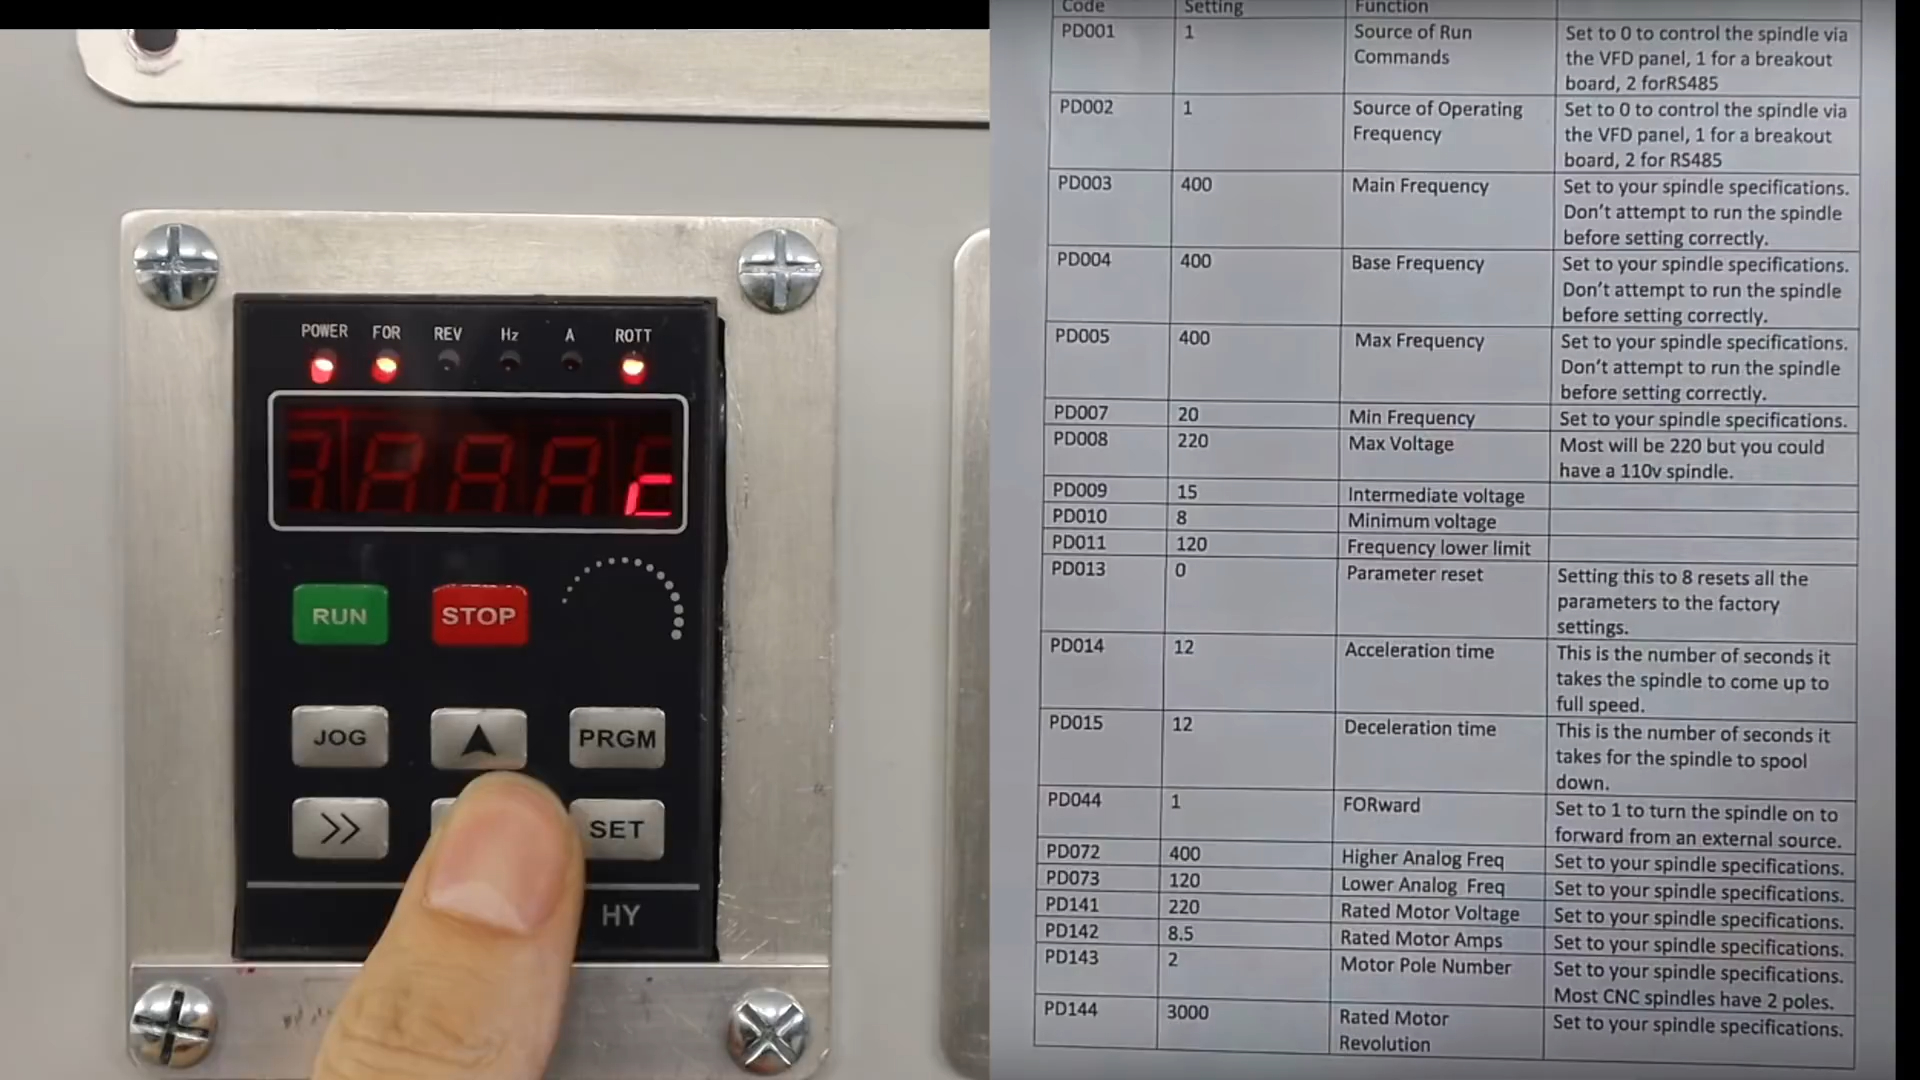 POWER FOR REV Hz A ROTT
RUN STOP
JOG PRGM
SET
HY
Code Setting Function
PD001 1 Source of Run Commands Set to 0 to control the spindle via
the VFD panel, 1 for a breakout
board, 2 forRS485
PD002 1 Source of Operating Frequency Set to 0 to control the spindle via
the VFD panel, 1 for a breakout
board, 2 for RS485
PD003 400 Main Frequency Set to your spindle specifications.
Don't attempt to run the spindle
before setting correctly.
PD004 400 Base Frequency Set to your spindle specifications.
Don't attempt to run the spindle
before setting correctly.
PD005 400 Max Frequency Set to your spindle specifications.
Don't attempt to run the spindle
before setting correctly.
PD007 20 Min Frequency Set to your spindle specifications.
PD008 220 Max Voltage Most will be 220 but you could
have a 110v spindle.
PD009 15 Intermediate voltage
PD010 8 Minimum voltage
PD011 120 Frequency lower limit
PD013 0 Parameter reset Setting this to 8 resets all the
parameters to the factory
settings.
PD014 12 Acceleration time This is the number of seconds it
takes the spindle to come up to
full speed.
PD015 12 Deceleration time This is the number of seconds it
takes for the spindle to spool
down.
PD044 1 FORward Set to 1 to turn the spindle on to
forward from an external source.
PD072 400 Higher Analog Freq Set to your spindle specifications.
PD073 120 Lower Analog Freq Set to your spindle specifications.
PD141 220 Rated Motor Voltage Set to your spindle specifications.
PD142 8.5 Rated Motor Amps Set to your spindle specifications.
PD143 2 Motor Pole Number Set to your spindle specifications.
Most CNC spindles have 2 poles.
PD144 3000 Rated Motor Revolution Set to your spindle specifications.